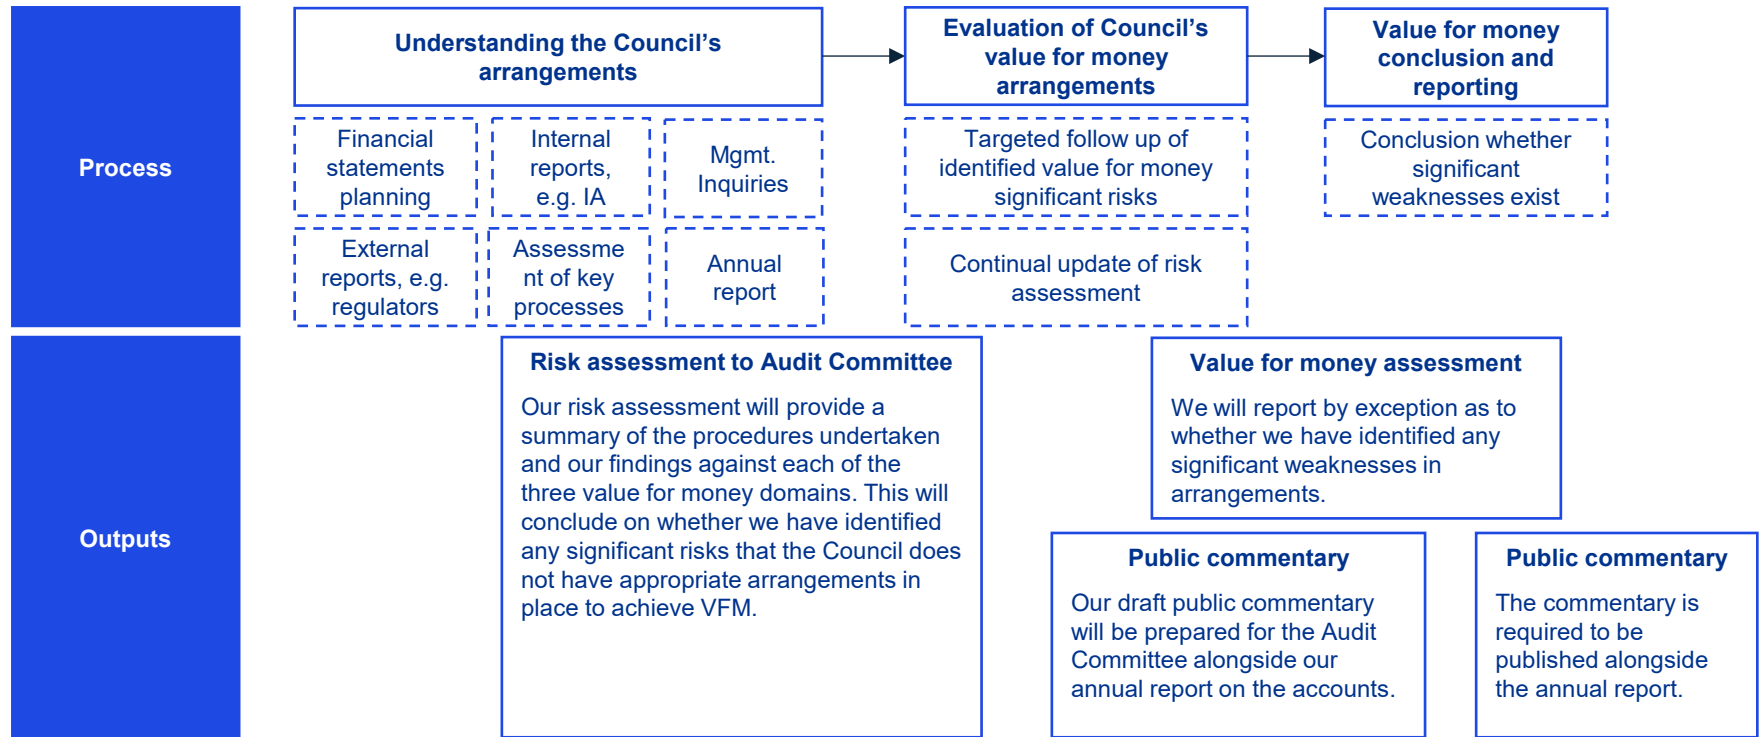 Process
Understanding the Council’s
arrangements
Evaluation of Council’s
value for money
arrangements
Value for money
conclusion and
reporting
Financial
statements
planning
Internal
reports,
e.g. IA
Mgmt.
Inquiries
Targeted follow up of
identified value for money
significant risks
Conclusion whether
significant
weaknesses exist
External
reports, e.g.
regulators
Assessme
nt of key
processes
Annual
report
Continual update of risk
assessment
Outputs
Risk assessment to Audit Committee
Our risk assessment will provide a
summary of the procedures undertaken
and our findings against each of the
three value for money domains. This will
conclude on whether we have identified
any significant risks that the Council does
not have appropriate arrangements in
place to achieve VFM.
Value for money assessment
We will report by exception as to
whether we have identified any
significant weaknesses in
arrangements.
Public commentary
Our draft public commentary
will be prepared for the Audit
Committee alongside our
annual report on the accounts.
Public commentary
The commentary is
required to be
published alongside
the annual report.